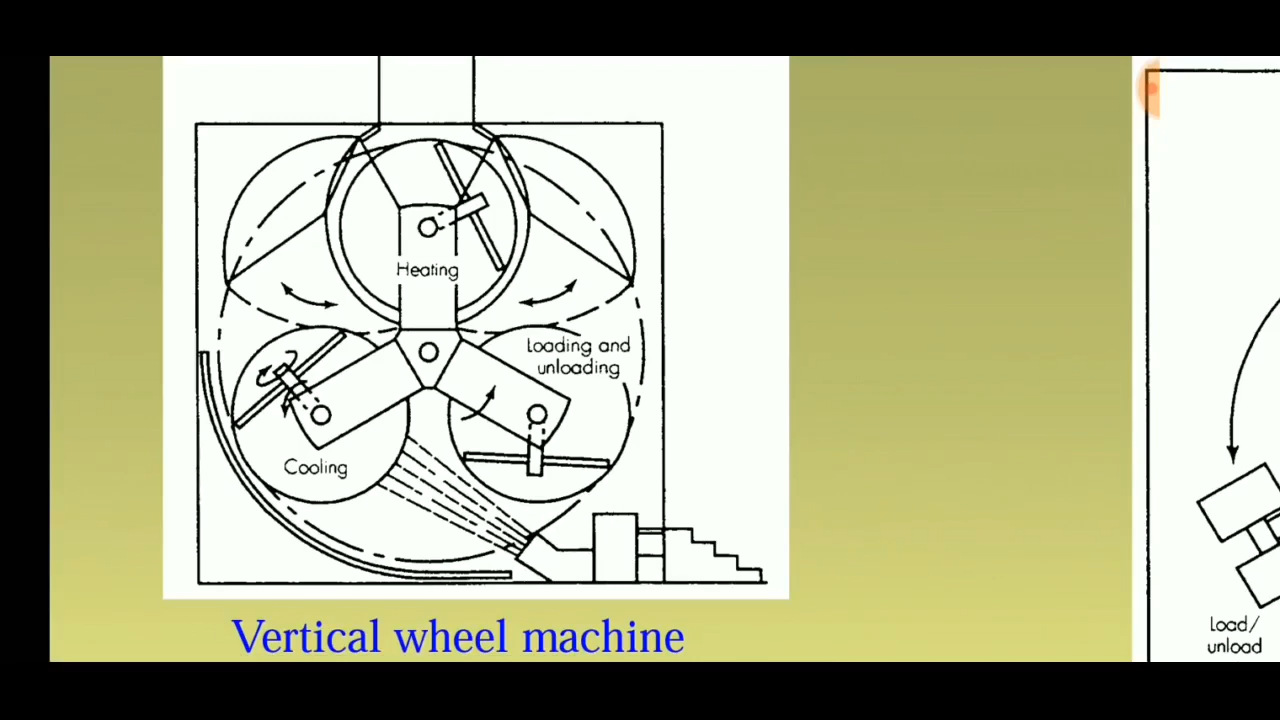 Heating
Loading and
unloading
Cooling
Vertical wheel machine
Load/
unload